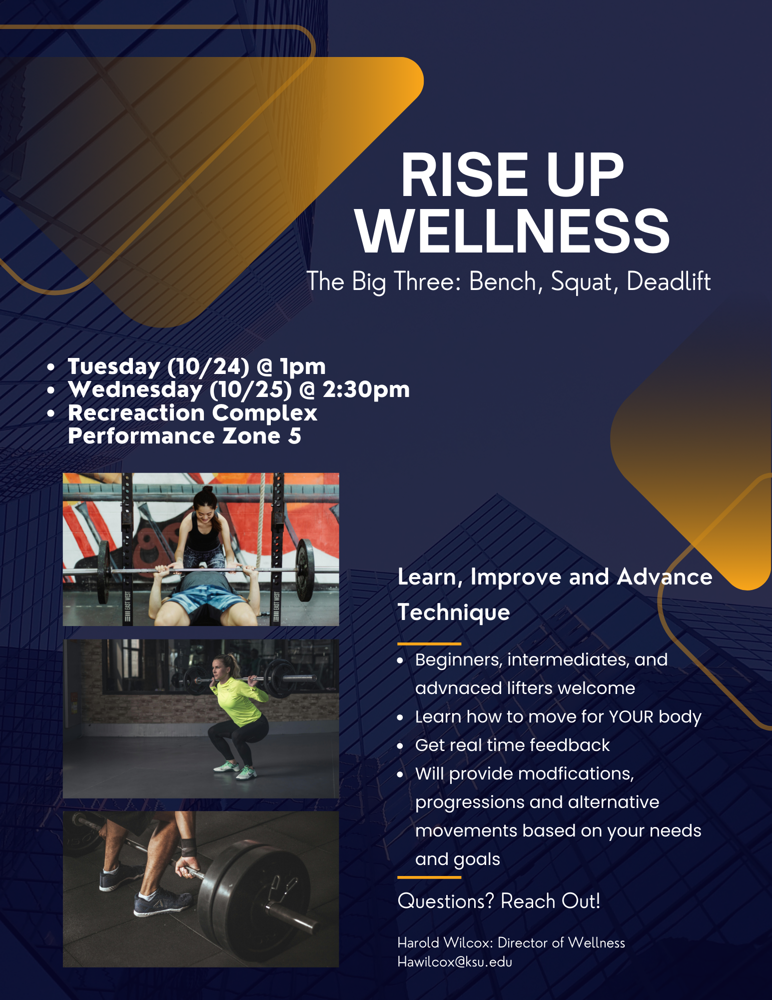 RISE UP
WELLNESS
The Big Three: Bench, Squat, Deadlift
• Tuesday (10/24) @ 1pm
• Wednesday (10/25) @ 2:30pm
• Recreaction Complex
Performance Zone 5
EAST WEST
EAST WEST
Learn, Improve and Advance
Technique
• Beginners, intermediates, and
advnaced lifters welcome
• Learn how to move for YOUR body
• Get real time feedback
• Will provide modfications,
progressions and alternative
movements based on your needs
and goals
Questions? Reach Out!
Harold Wilcox: Director of Wellness
Hawilcox@ksu.edu